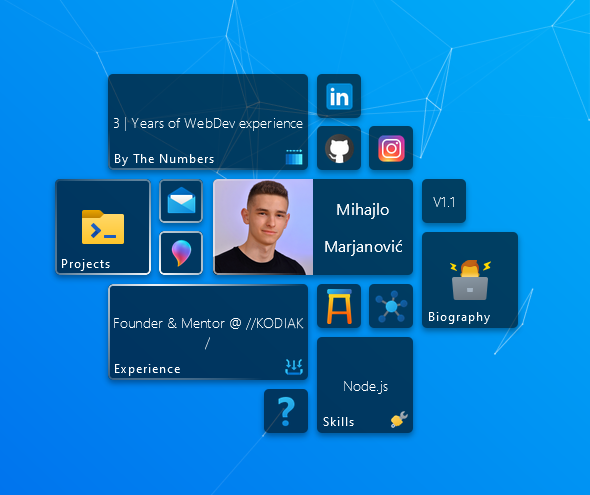 3 | Years of WebDev experience
By The Numbers
in
Mihajlo
Marjanović
V1.1
Projects
Biography
Founder & Mentor @ //KODIAK
/
Experience
Node.js
Skills
?